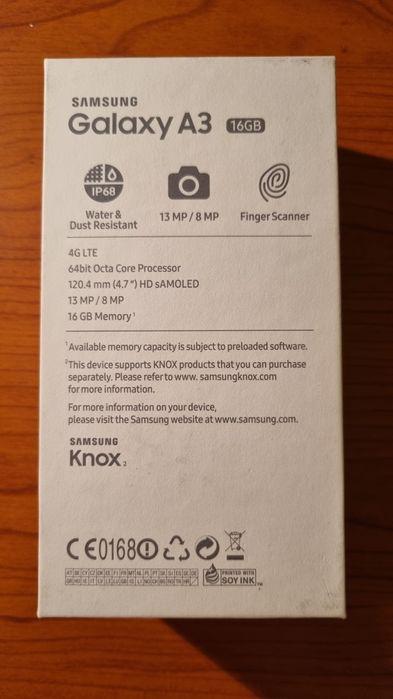 SAMSUNG
Galaxy A3 16GB
IP68
Water &
Dust Resistant
13 MP / 8 MP
Finger Scanner
4G LTE
64bit Octa Core Processor
120.4 mm (4.7") HD sAMOLED
13 MP / 8 MP
16 GB Memory¹
¹Available memory capacity is subject to preloaded software.
²This device supports KNOX products that you can purchase
separately. Please refer to www. samsungknox.com
for more information.
For more information on your device,
please visit the Samsung website at www.samsung.com.
SAMSUNG
Knox 2
CE0168
PRINTED WITH
SOY INK